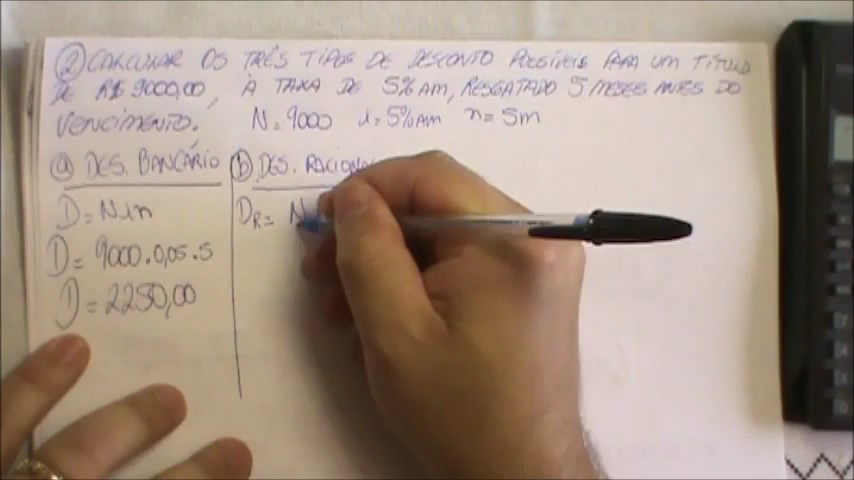 ② CALCULAR OS TRÊS TIPOS DE DESCONTO POSSÍVEIS PARA UM TÍTULO
DE R$ 9000,00, À TAXA DE 5% AM, RESGATADO 5 MESES ANTES DO
VENCIMENTO. N = 9000 i = 5% AM n = 5m
ⓐ DES. BANCÁRIO
D = Nin
D = 9000.0,05.5
D = 2250,00
ⓑ DES. RACIONAL
DR = N